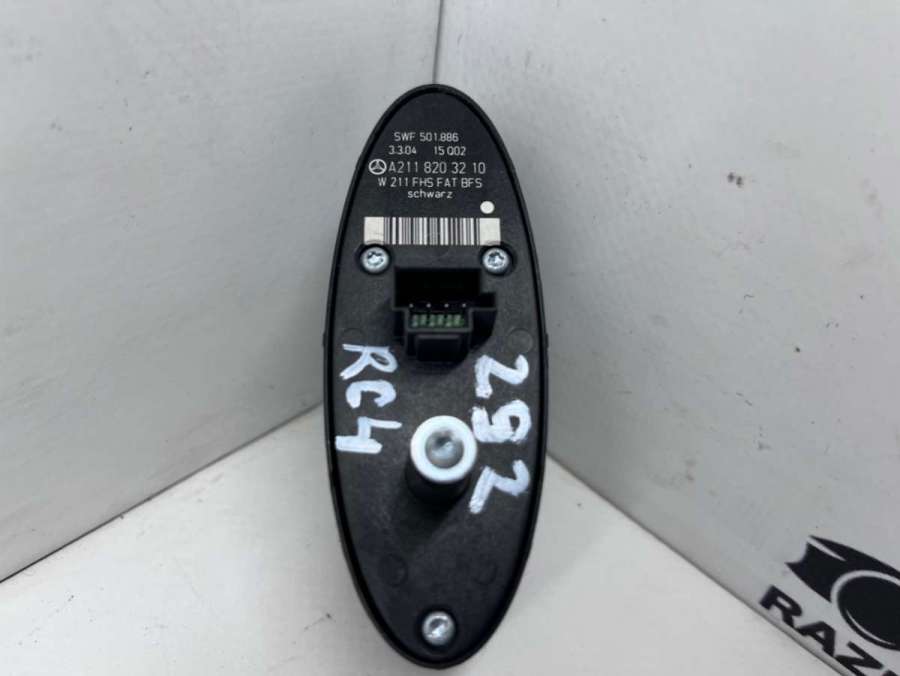 SWF 501.886
3.3.04 15 Q02
A211 820 32 10
W 211 FHS FAT BFS
schwarz
RC4
292
RAZ